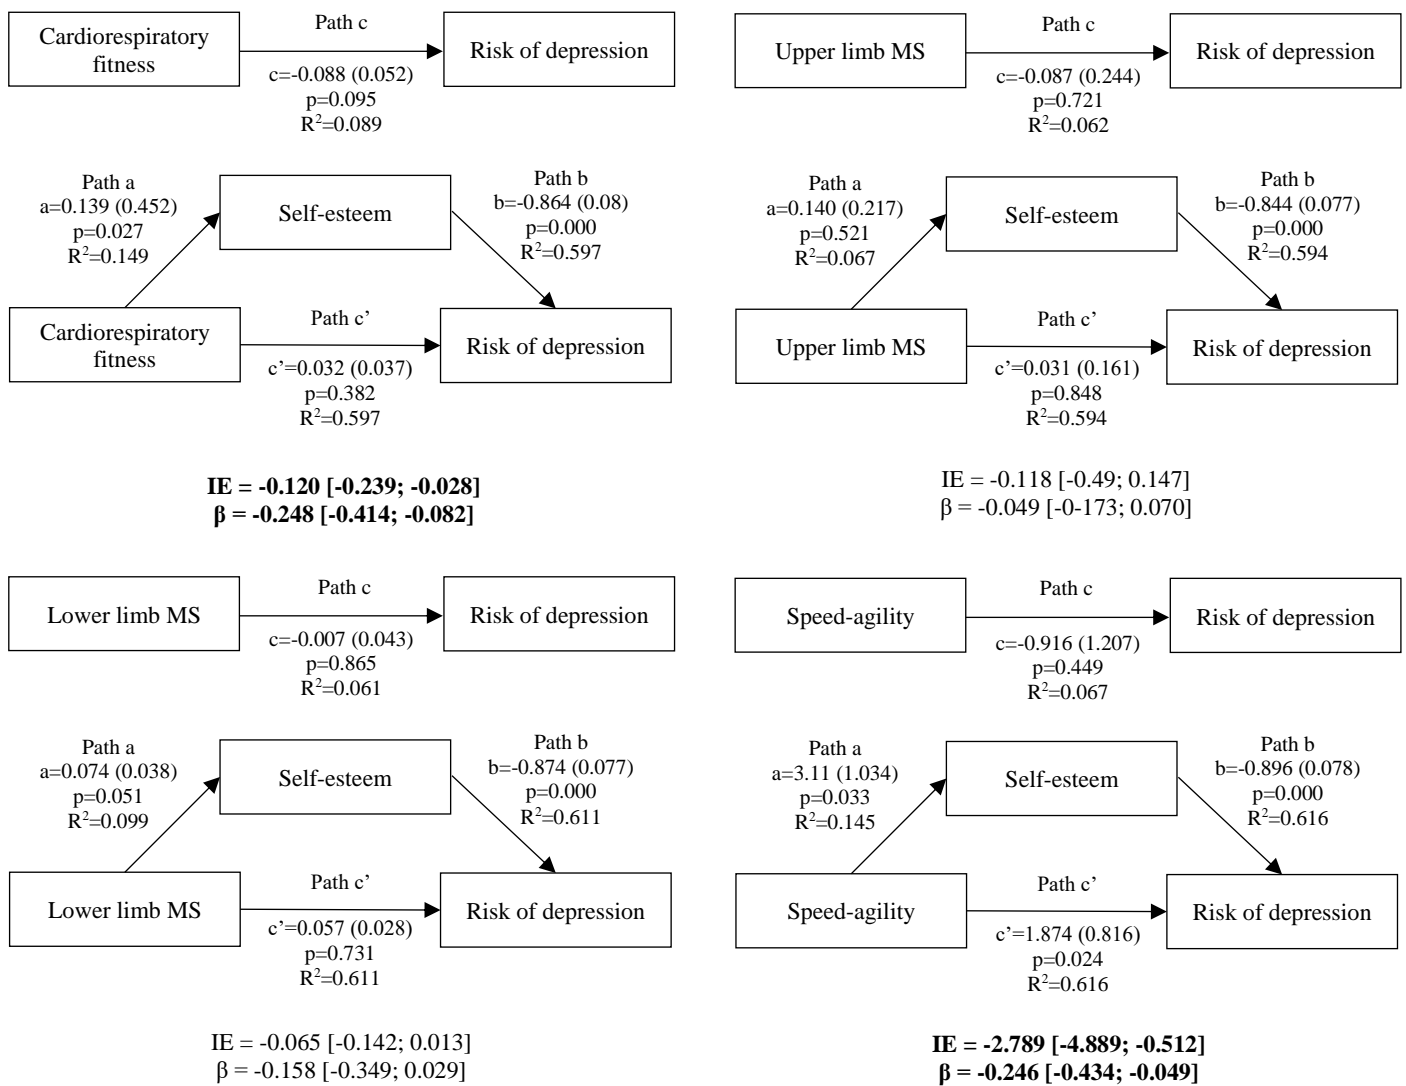 Cardiorespiratory
fitness
Path c
c=-0.088 (0.052)
p=0.095
R²=0.089
Risk of depression
Path a
a=0.139 (0.452)
p=0.027
R²=0.149
Self-esteem
Path b
b=-0.864 (0.08)
p=0.000
R²=0.597
Cardiorespiratory
fitness
Path c’
c’=0.032 (0.037)
p=0.382
R²=0.597
Risk of depression
IE = -0.120 [-0.239; -0.028]
β = -0.248 [-0.414; -0.082]
Upper limb MS
Path c
c=-0.087 (0.244)
p=0.721
R²=0.062
Risk of depression
Path a
a=0.140 (0.217)
p=0.521
R²=0.067
Self-esteem
Path b
b=-0.844 (0.077)
p=0.000
R²=0.594
Upper limb MS
Path c’
c’=0.031 (0.161)
p=0.848
R²=0.594
Risk of depression
IE = -0.118 [-0.49; 0.147]
β = -0.049 [-0-173; 0.070]
Lower limb MS
Path c
c=-0.007 (0.043)
p=0.865
R²=0.061
Risk of depression
Path a
a=0.074 (0.038)
p=0.051
R²=0.099
Self-esteem
Path b
b=-0.874 (0.077)
p=0.000
R²=0.611
Lower limb MS
Path c’
c’=0.057 (0.028)
p=0.731
R²=0.611
Risk of depression
IE = -0.065 [-0.142; 0.013]
β = -0.158 [-0.349; 0.029]
Speed-agility
Path c
c=-0.916 (1.207)
p=0.449
R²=0.067
Risk of depression
Path a
a=3.11 (1.034)
p=0.033
R²=0.145
Self-esteem
Path b
b=-0.896 (0.078)
p=0.000
R²=0.616
Speed-agility
Path c’
c’=1.874 (0.816)
p=0.024
R²=0.616
Risk of depression
IE = -2.789 [-4.889; -0.512]
β = -0.246 [-0.434; -0.049]